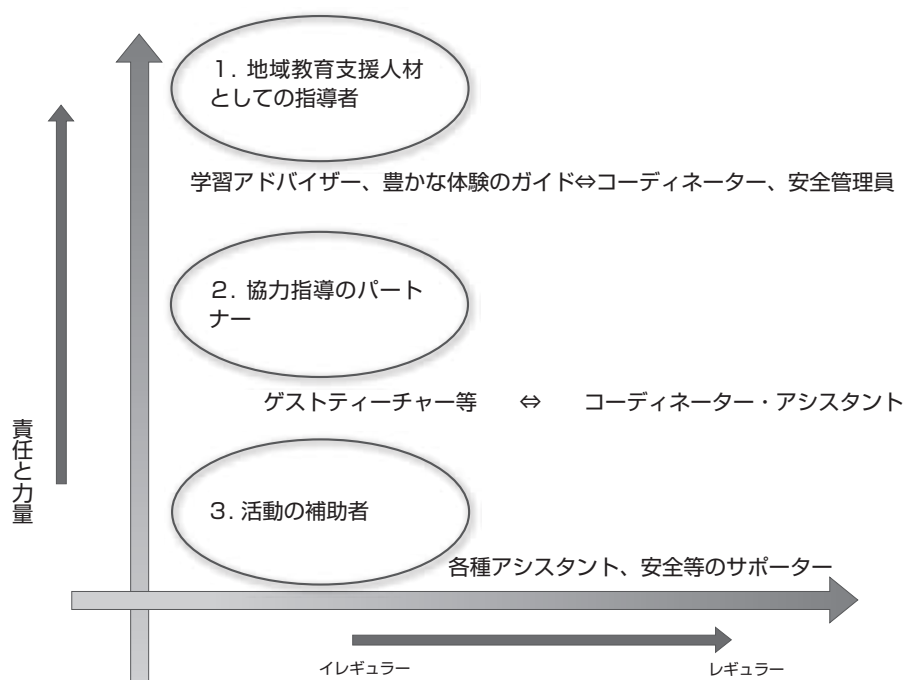 １. 地域教育支援人材
としての指導者
学習アドバイザー、豊かな体験のガイド⇔コーディネーター、安全管理員
２. 協力指導のパート
ナー
ゲストティーチャー等　⇔　コーディネーター・アシスタント
責任と力量
３. 活動の補助者
各種アシスタント、安全等のサポーター
イレギュラー　レギュラー